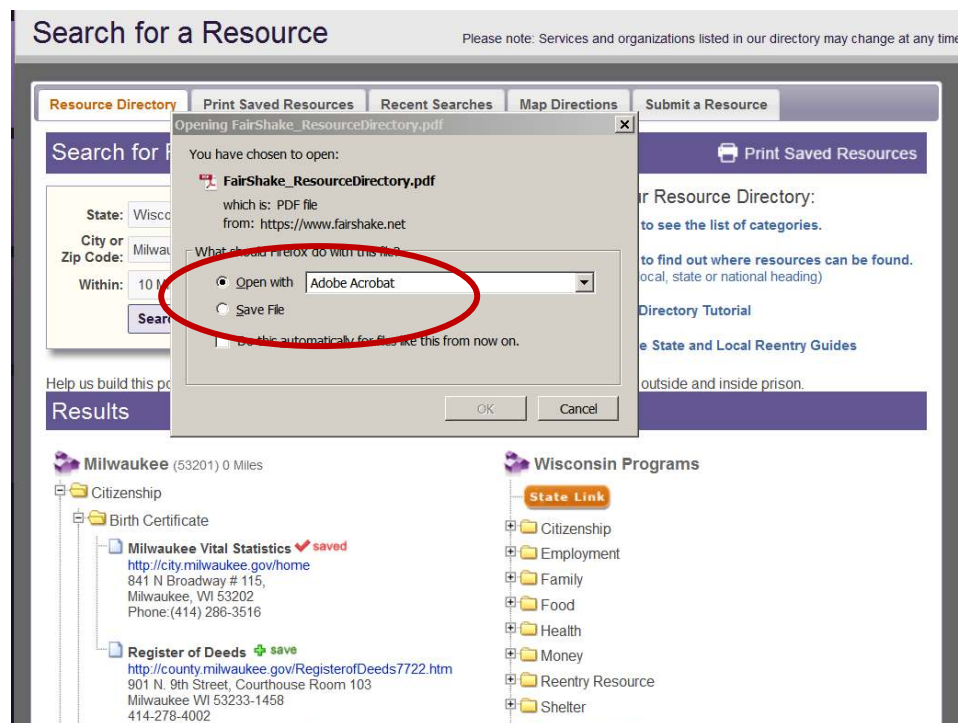 Search for a Resource
Please note: Services and organizations listed in our directory may change at any time
Resource Directory
Print Saved Resources
Recent Searches
Map Directions
Submit a Resource
Opening FairShake_ResourceDirectory.pdf
Search for
Print Saved Resources
You have chosen to open:
FairShake_ResourceDirectory.pdf
which is: PDF file
from: https://www.fairshake.net
What should Firefox do with this file?
Open with Adobe Acrobat
Save File
Do this automatically for files like this from now on.
OK
Cancel
State:
City or
Zip Code:
Within: 10
Resource Directory:
to see the list of categories.
to find out where resources can be found.
local, state or national heading)
Directory Tutorial
State and Local Reentry Guides
Help us build this
outside and inside prison.
Results
Milwaukee (53201) 0 Miles
Citizenship
Birth Certificate
Milwaukee Vital Statistics saved
http://city.milwaukee.gov/home
841 N Broadway # 115,
Milwaukee, WI 53202
Phone:(414) 286-3516
Register of Deeds save
http://county.milwaukee.gov/RegisterofDeeds7722.htm
901 N. 9th Street, Courthouse Room 103
Milwaukee WI 53233-1458
414-278-4002
Wisconsin Programs
State Link
Citizenship
Employment
Family
Food
Health
Money
Reentry Resource
Shelter